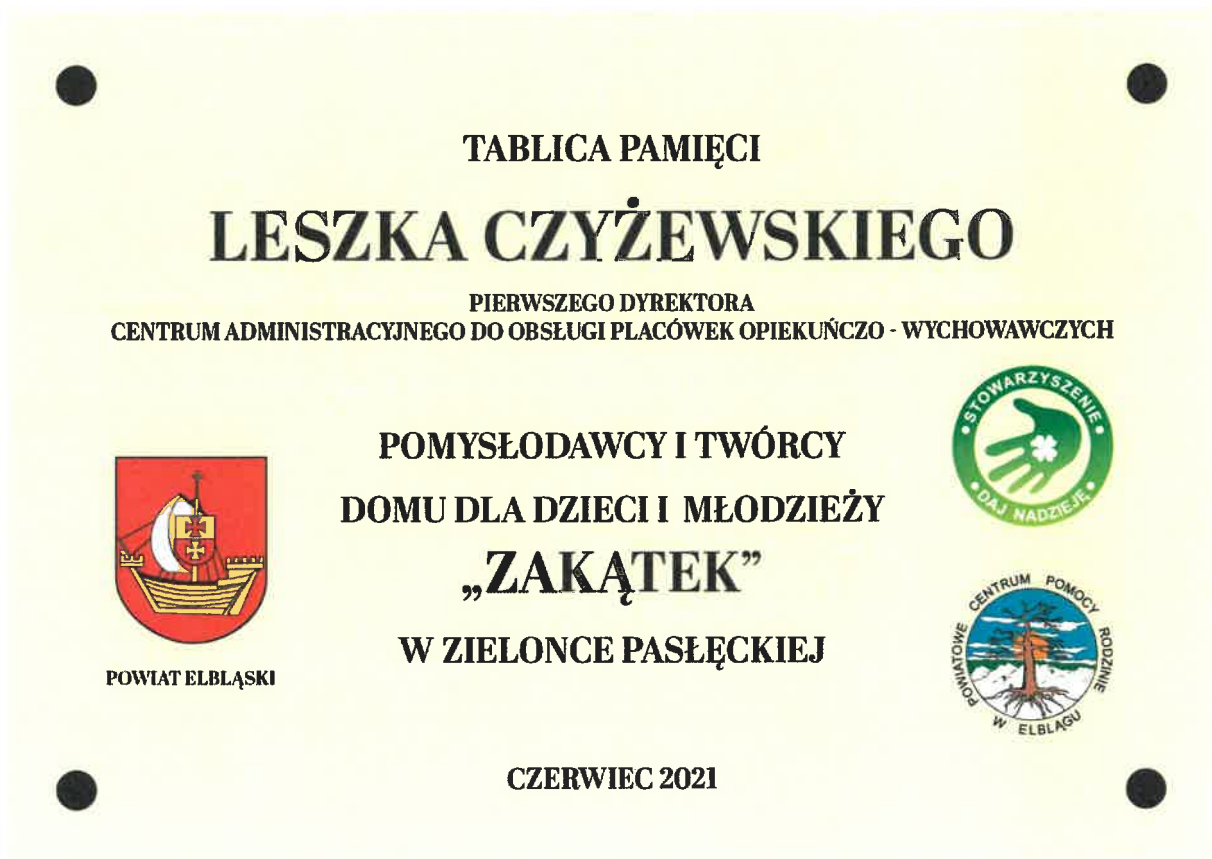 TABLICA PAMIĘCI
LESZKA CZYŻEWSKIEGO
PIERWSZEGO DYREKTORA
CENTRUM ADMINISTRACYJNEGO DO OBSŁUGI PLACÓWEK OPIEKUŃCZO - WYCHOWAWCZYCH
POMYSŁODAWCY I TWÓRCY
DOMU DLA DZIECI I MŁODZIEŻY
„ZAKĄTEK”
W ZIELONCE PASŁĘCKIEJ
POWIAT ELBLĄSKI
STOWARZYSZENIE
DAJ NADZIEJĘ
POWIATOWE CENTRUM POMOCY RODZINIE
W ELBLĄGU
CZERWIEC 2021